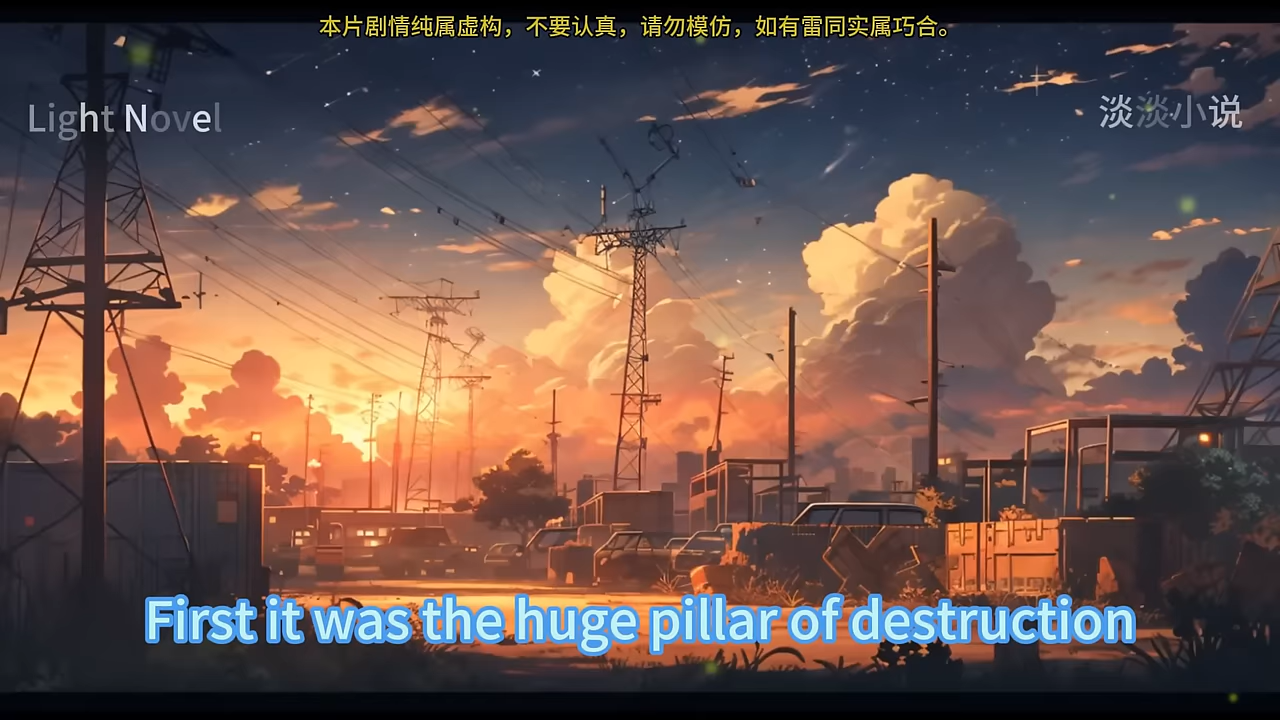 本片剧情纯属虚构，不要认真，请勿模仿，如有雷同实属巧合。
Light Novel
淡淡小说
First it was the huge pillar of destruction